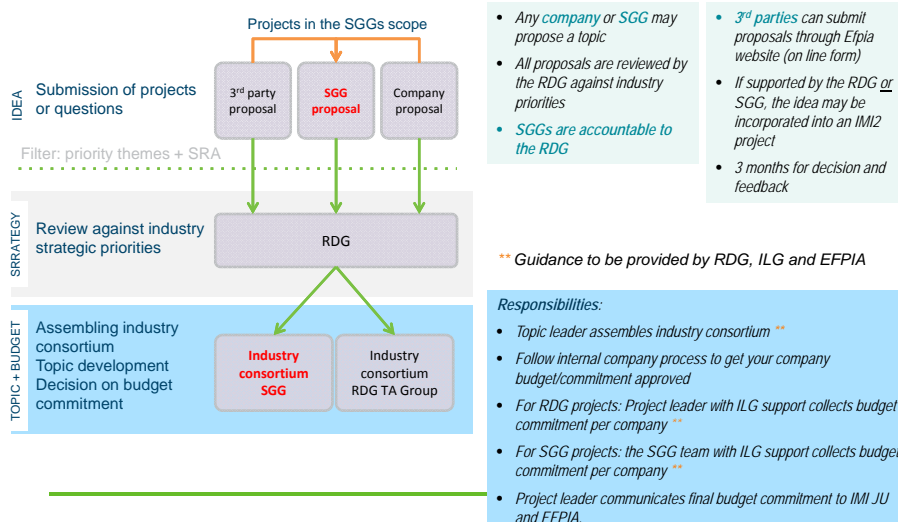 Projects in the SGGs scope
IDEA
Submission of projects
or questions
3rd party
proposal
SGG
proposal
Company
proposal
Filter: priority themes + SRA
SRRATEGY
Review against industry
strategic priorities
RDG
TOPIC + BUDGET
Assembling industry
consortium
Topic development
Decision on budget
commitment
Industry
consortium
SGG
Industry
consortium
RDG TA Group
• Any company or SGG may
propose a topic
• All proposals are reviewed by
the RDG against industry
priorities
• SGGs are accountable to
the RDG
• 3rd parties can submit
proposals through Efpia
website (on line form)
• If supported by the RDG or
SGG, the idea may be
incorporated into an IMI2
project
• 3 months for decision and
feedback
** Guidance to be provided by RDG, ILG and EFPIA
Responsibilities:
• Topic leader assembles industry consortium **
• Follow internal company process to get your company
budget/commitment approved
• For RDG projects: Project leader with ILG support collects budget
commitment per company **
• For SGG projects: the SGG team with ILG support collects budget
commitment per company **
• Project leader communicates final budget commitment to IMI JU
and EFPIA.